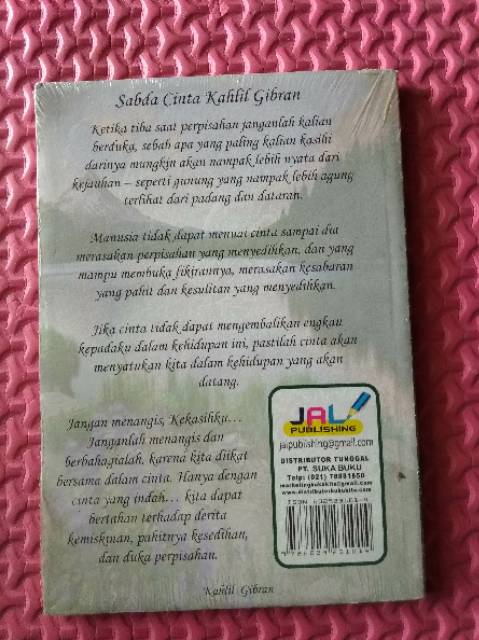 Sabda Cinta Kahlil Gibran
Ketika tiba saat perpisahan janganlah kalian
berduka, sebab apa yang paling kalian kasihi
darinya mungkin akan nampak lebih nyata dari
kejauhan – seperti gunung yang nampak lebih agung
terlihat dari padang dan dataran.
Manusia tidak dapat menuai cinta sampai dia
merasakan perpisahan yang menyedihkan, dan yang
mampu membuka fikirannya, merasakan kesabaran
yang pahit dan kesulitan yang menyedihkan.
Jika cinta tidak dapat mengembalikan engkau
kepadaku dalam kehidupan ini, pastilah cinta akan
menyatukan kita dalam kehidupan yang akan
datang.
Jangan menangis, Kekasihku...
Janganlah menangis dan
berbahagialah, karena kita diikat
bersama dalam cinta. Hanya dengan
cinta yang indah... kita dapat
bertahan terhadap derita
kemiskinan, pahitnya kesedihan,
dan duka perpisahan.
Kahlil Gibran
JAL
PUBLISHING
jalpublishing@gmail.com
DISTRIBUTOR TUNGGAL
PT. SUKA BUKU
Telp: (021) 78881850
ISBN